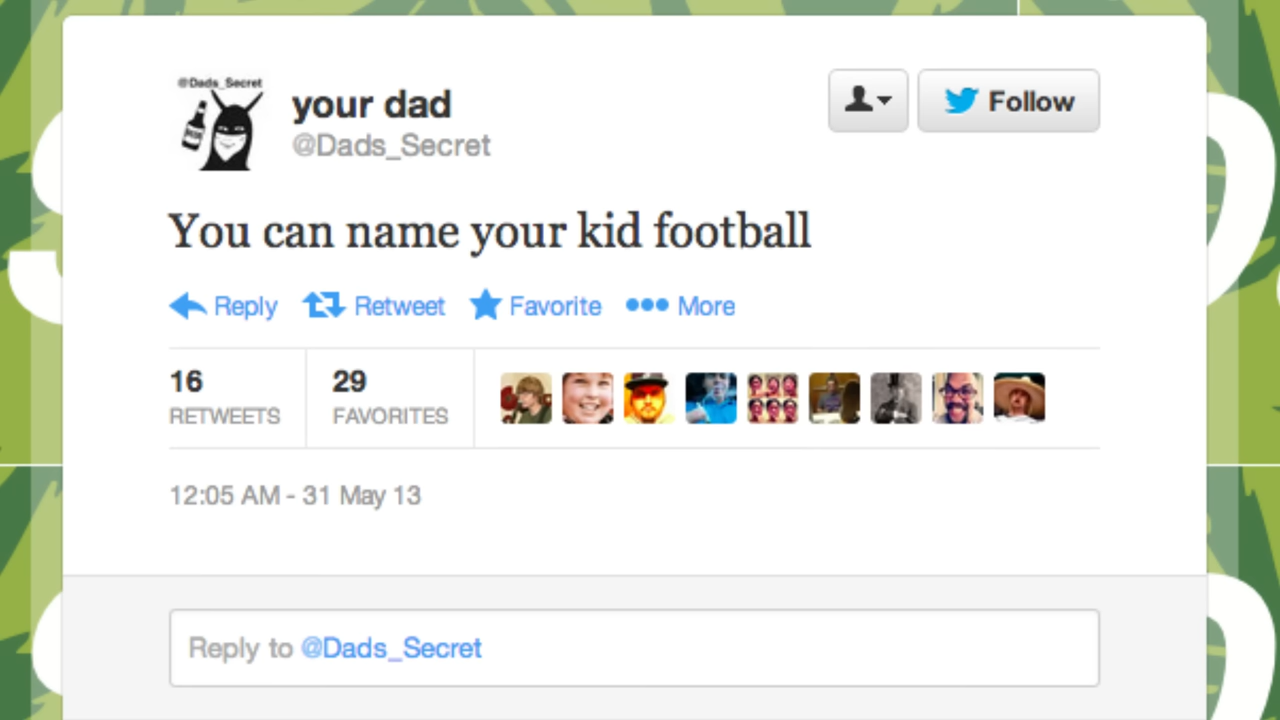 @Dads_Secret
your dad
@Dads_Secret
Follow
You can name your kid football
Reply Retweet Favorite More
16 29
RETWEETS FAVORITES
12:05 AM - 31 May 13
Reply to @Dads_Secret